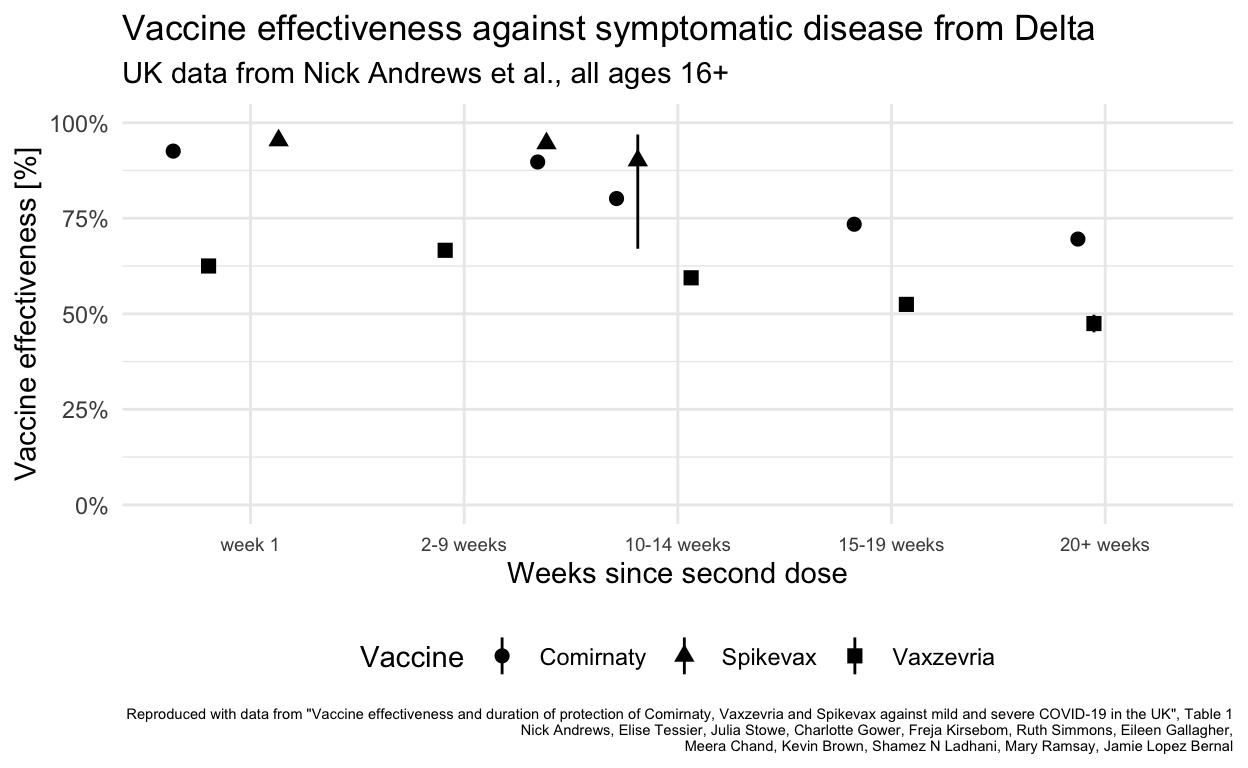 Vaccine effectiveness against symptomatic disease from Delta
UK data from Nick Andrews et al., all ages 16+
Vaccine effectiveness [%]
100%
75%
50%
25%
0%
week 1
2-9 weeks
10-14 weeks
15-19 weeks
20+ weeks
Weeks since second dose
Vaccine
Comirnaty
Spikevax
Vaxzevria
Reproduced with data from "Vaccine effectiveness and duration of protection of Comirnaty, Vaxzevria and Spikevax against mild and severe COVID-19 in the UK", Table 1
Nick Andrews, Elise Tessier, Julia Stowe, Charlotte Gower, Freja Kirsebom, Ruth Simmons, Eileen Gallagher,
Meera Chand, Kevin Brown, Shamez N Ladhani, Mary Ramsay, Jamie Lopez Bernal